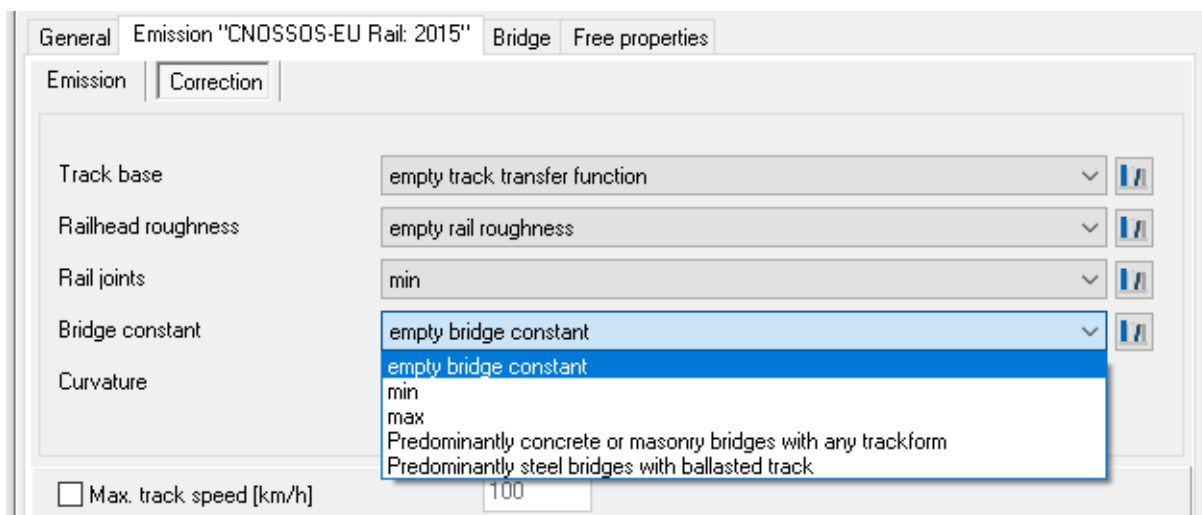 General Emission "CNOSSOS-EU Rail: 2015" Bridge Free properties
Emission Correction
Track base empty track transfer function
Railhead roughness empty rail roughness
Rail joints min
Bridge constant empty bridge constant
empty bridge constant
Curvature
min
max
Predominantly concrete or masonry bridges with any trackform
Predominantly steel bridges with ballasted track
Max. track speed [km/h] 100